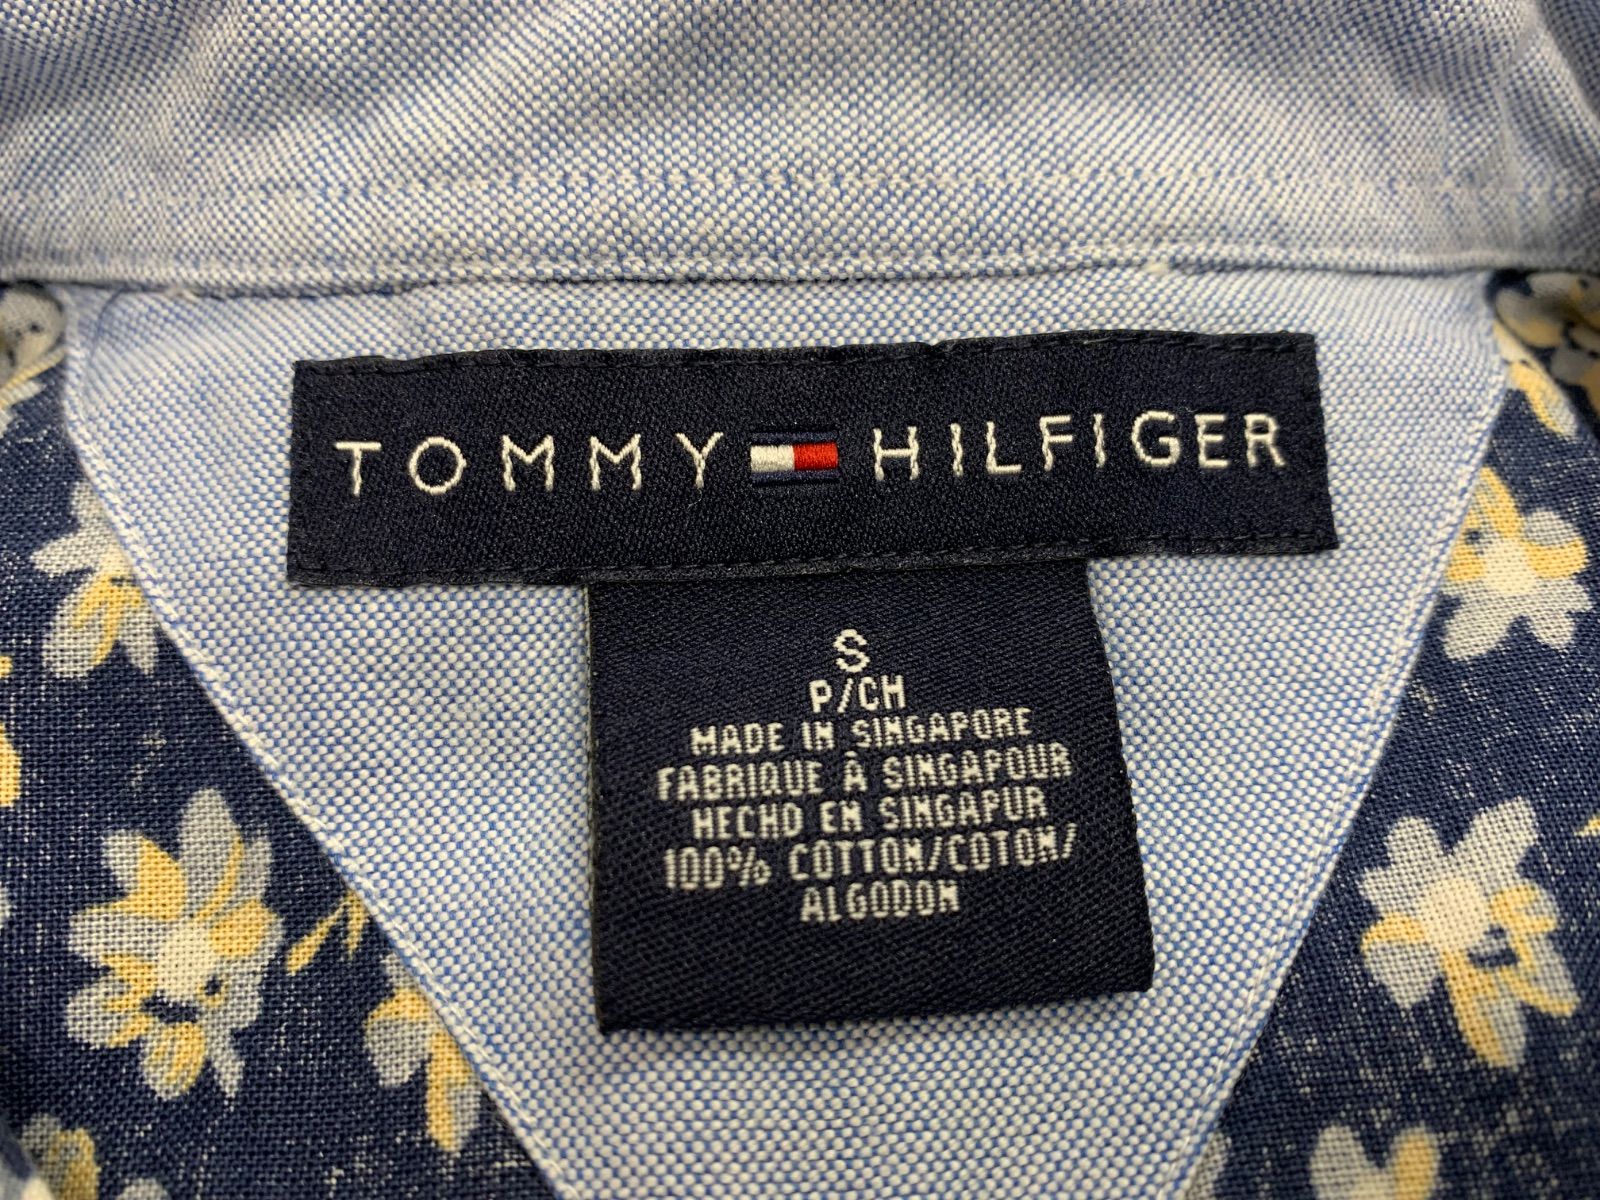 TOMMY HILFIGER
S
P/CH
MADE IN SINGAPORE
FABRIQUE À SINGAPOUR
HECHO EN SINGAPUR
100% COTTON/COTON/
ALGODON